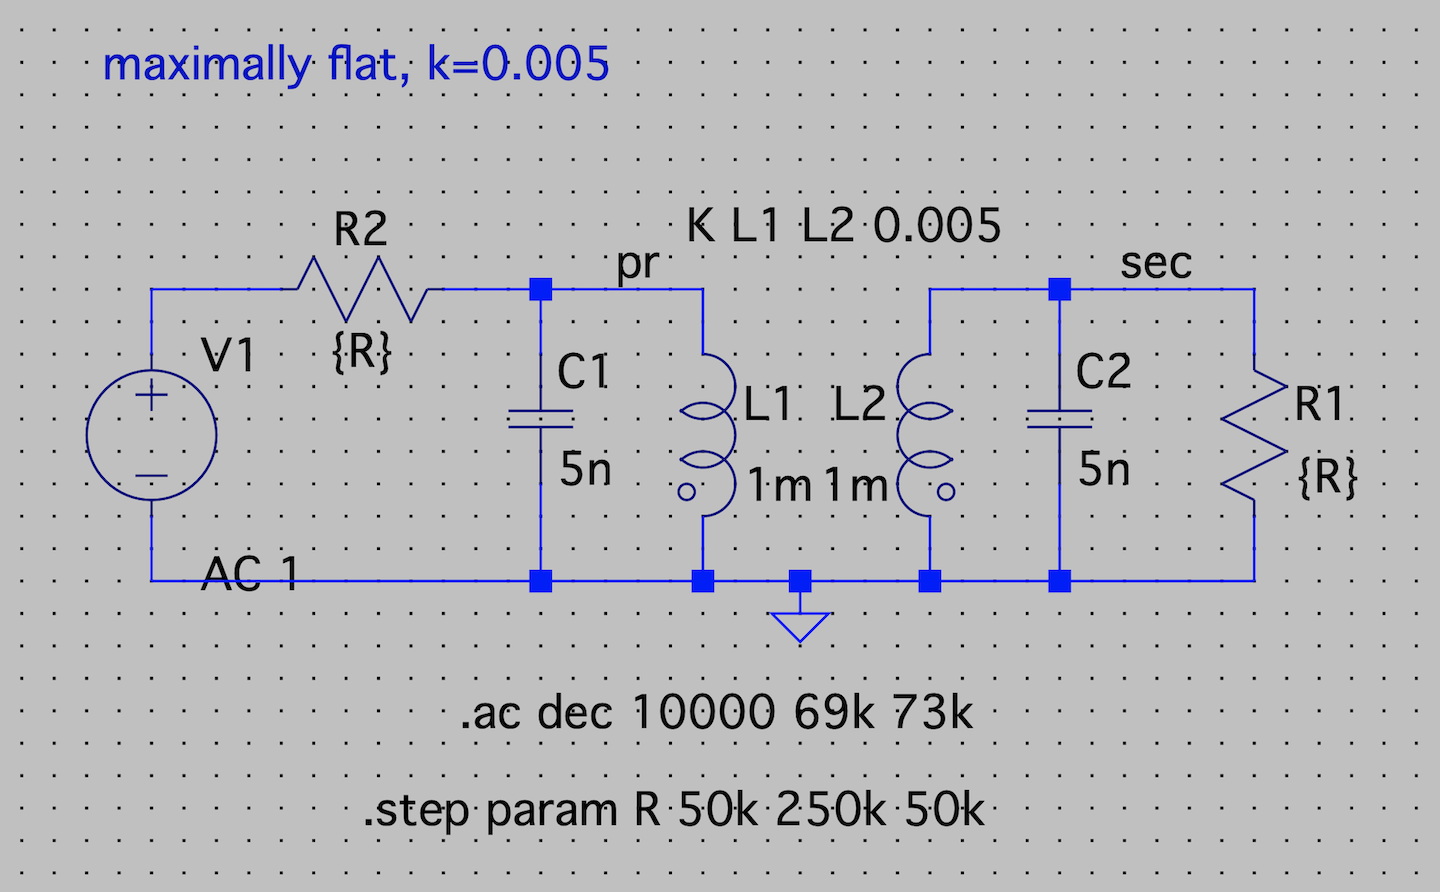 maximally flat, k=0.005
K L1 L2 0.005
R2
pr
sec
V1
{R}
C1
C2
L1
L2
R1
5n
5n
1m
1m
{R}
AC 1
.ac dec 10000 69k 73k
.step param R 50k 250k 50k